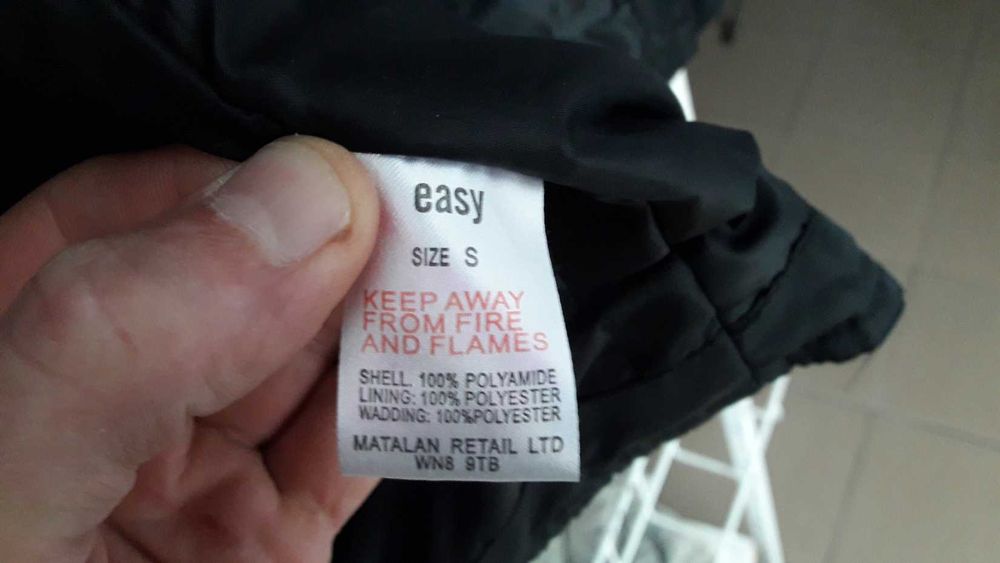 easy
SIZE S
KEEP AWAY
FROM FIRE
AND FLAMES
SHELL. 100% POLYAMIDE
LINING: 100% POLYESTER
WADDING: 100%POLYESTER
MATALAN RETAIL LTD
WN8 9TB